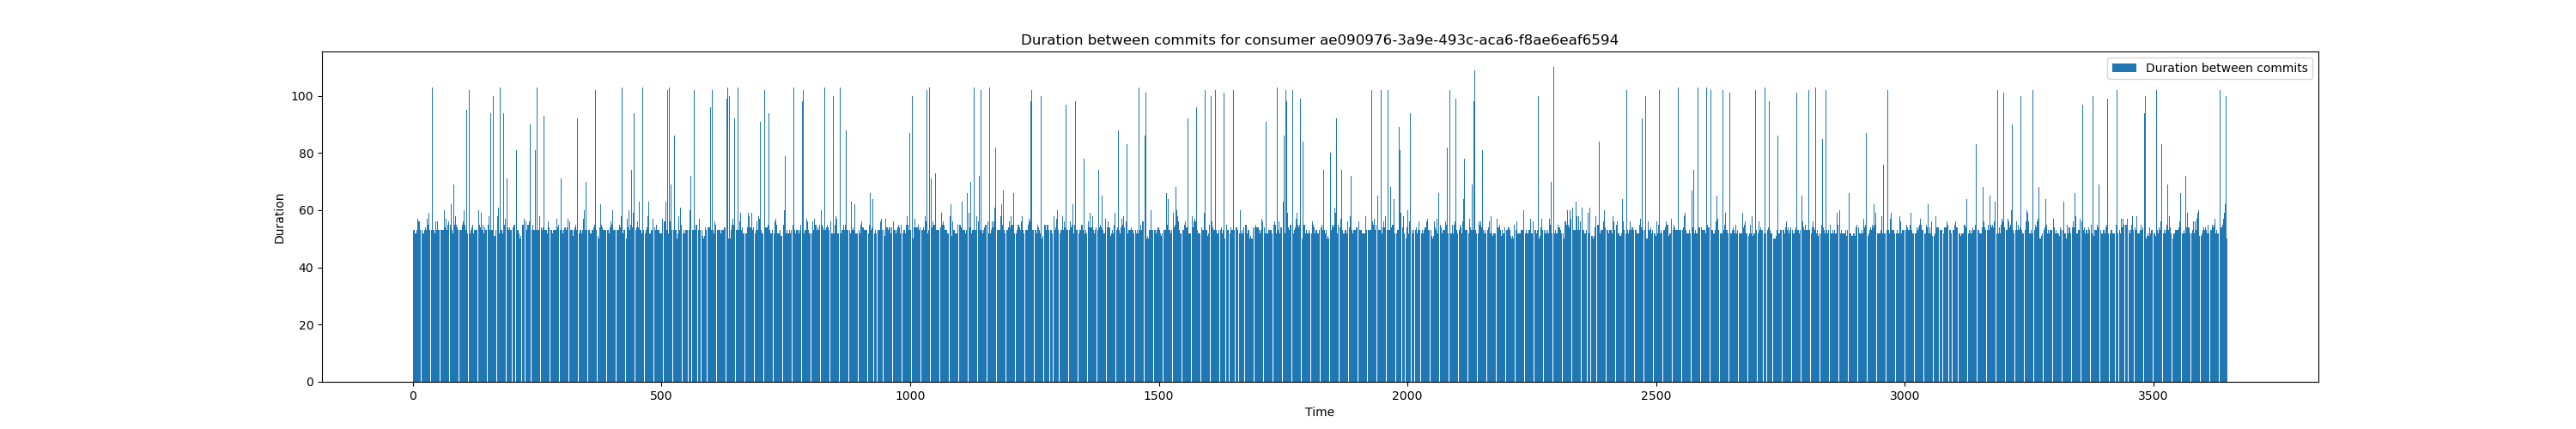 Duration between commits for consumer ae090976-3a9e-493c-aca6-f8ae6eaf6594
Duration between commits
100
80
60
40
20
0
Duration
0 500 1000 1500 2000 2500 3000 3500
Time